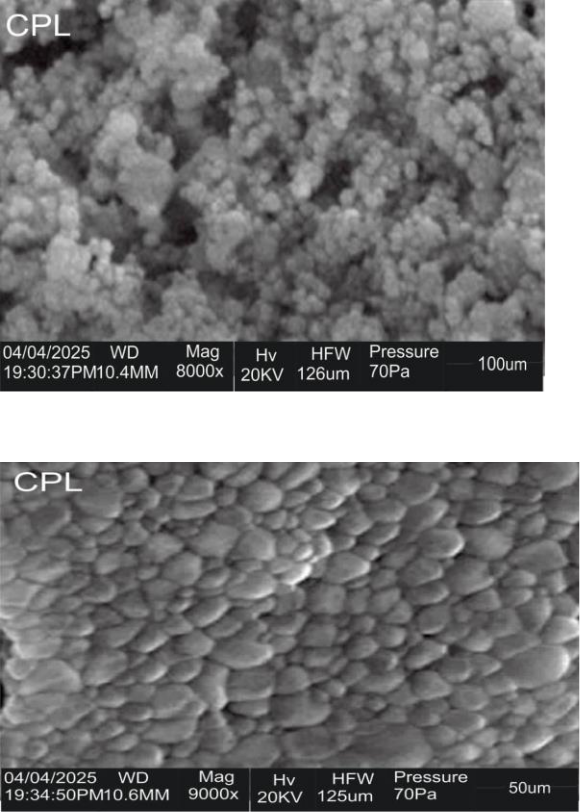 CPL
04/04/2025 WD Mag Hv HFW Pressure 100um
19:30:37PM10.4MM 8000x 20KV 126um 70Pa
CPL
04/04/2025 WD Mag Hv HFW Pressure 50um
19:34:50PM10.6MM 9000x 20KV 125um 70Pa